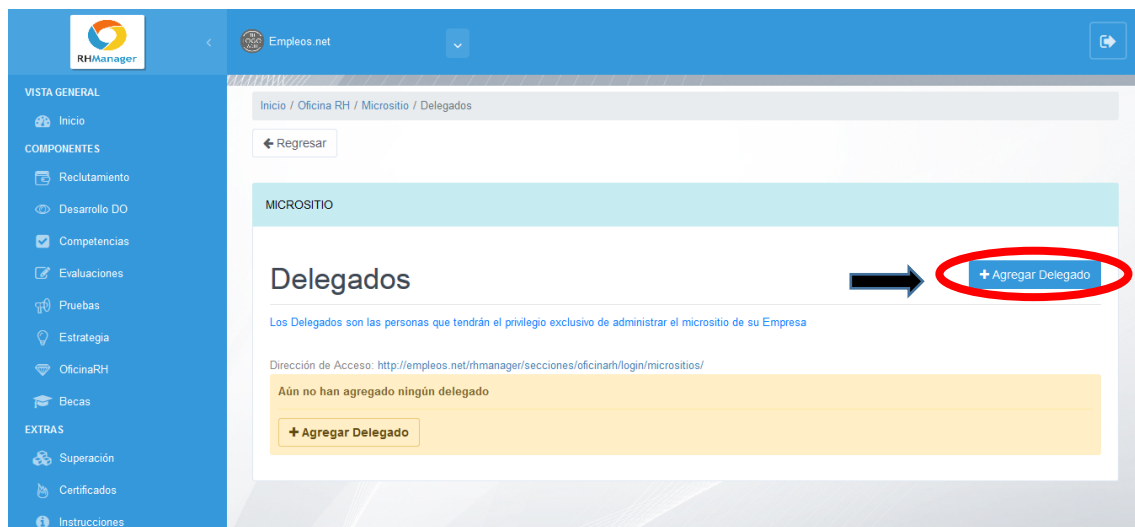 RHManager
Empleos.net
VISTA GENERAL
Inicio
COMPONENTES
Reclutamiento
Desarrollo DO
Competencias
Evaluaciones
Pruebas
Estrategia
OficinaRH
Becas
EXTRAS
Superación
Certificados
Instrucciones
Inicio / Oficina RH / Micrositio / Delegados
Regresar
MICROSITIO
Delegados
+ Agregar Delegado
Los Delegados son las personas que tendrán el privilegio exclusivo de administrar el micrositio de su Empresa
Dirección de Acceso: http://empleos.net/rhmanager/secciones/oficinarh/login/micrositios/
Aún no han agregado ningún delegado
+ Agregar Delegado